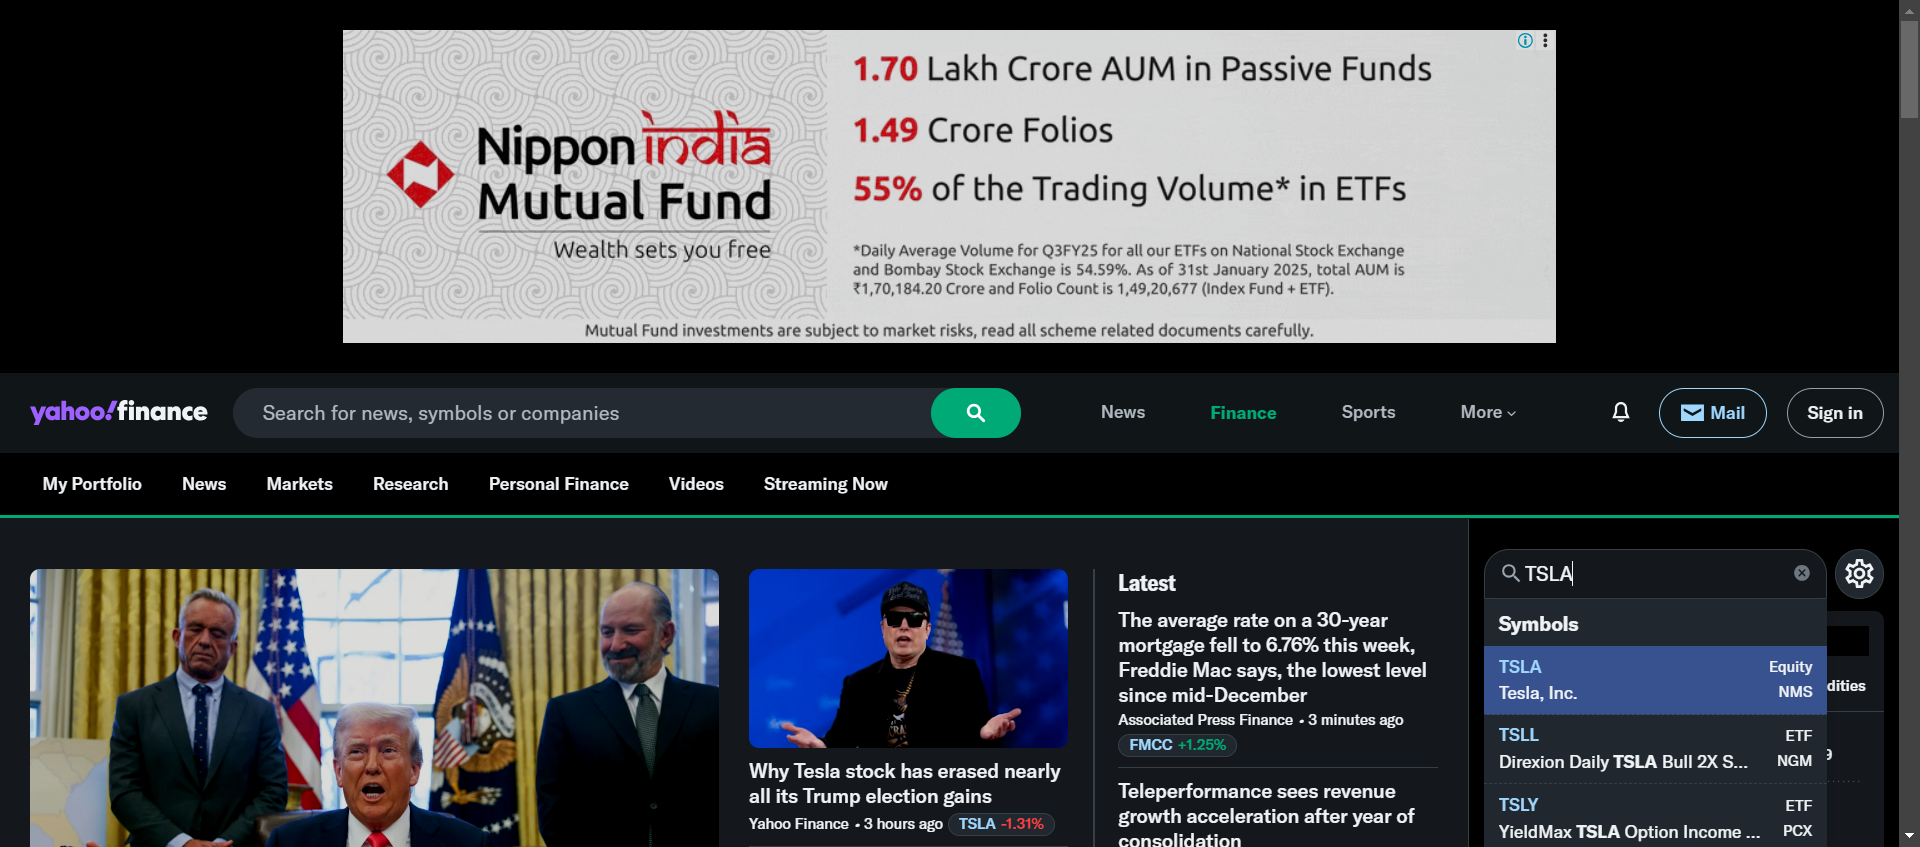 1.70 Lakh Crore AUM in Passive Funds
1.49 Crore Folios
55% of the Trading Volume* in ETFs
Nippon india
Mutual Fund
Wealth sets you free
*Daily Average Volume for Q3FY25 for all our ETFs on National Stock Exchange
and Bombay Stock Exchange is 54.59%. As of 31st January 2025, total AUM is
₹1,70,184.20 Crore and Folio Count is 1,49,20,677 (Index Fund + ETF).
Mutual Fund investments are subject to market risks, read all scheme related documents carefully.
yahoo!finance
Search for news, symbols or companies
News
Finance
Sports
More
Mail
Sign in
My Portfolio
News
Markets
Research
Personal Finance
Videos
Streaming Now
Why Tesla stock has erased nearly
all its Trump election gains
Yahoo Finance • 3 hours ago TSLA -1.31%
Latest
The average rate on a 30-year
mortgage fell to 6.76% this week,
Freddie Mac says, the lowest level
since mid-December
Associated Press Finance • 3 minutes ago
FMCC +1.25%
Teleperformance sees revenue
growth acceleration after year of
consolidation
TSLA
Symbols
TSLA Equity
Tesla, Inc. NMS
TSLL ETF
Direxion Daily TSLA Bull 2X S... NGM
TSLY ETF
YieldMax TSLA Option Income ... PCX
dities